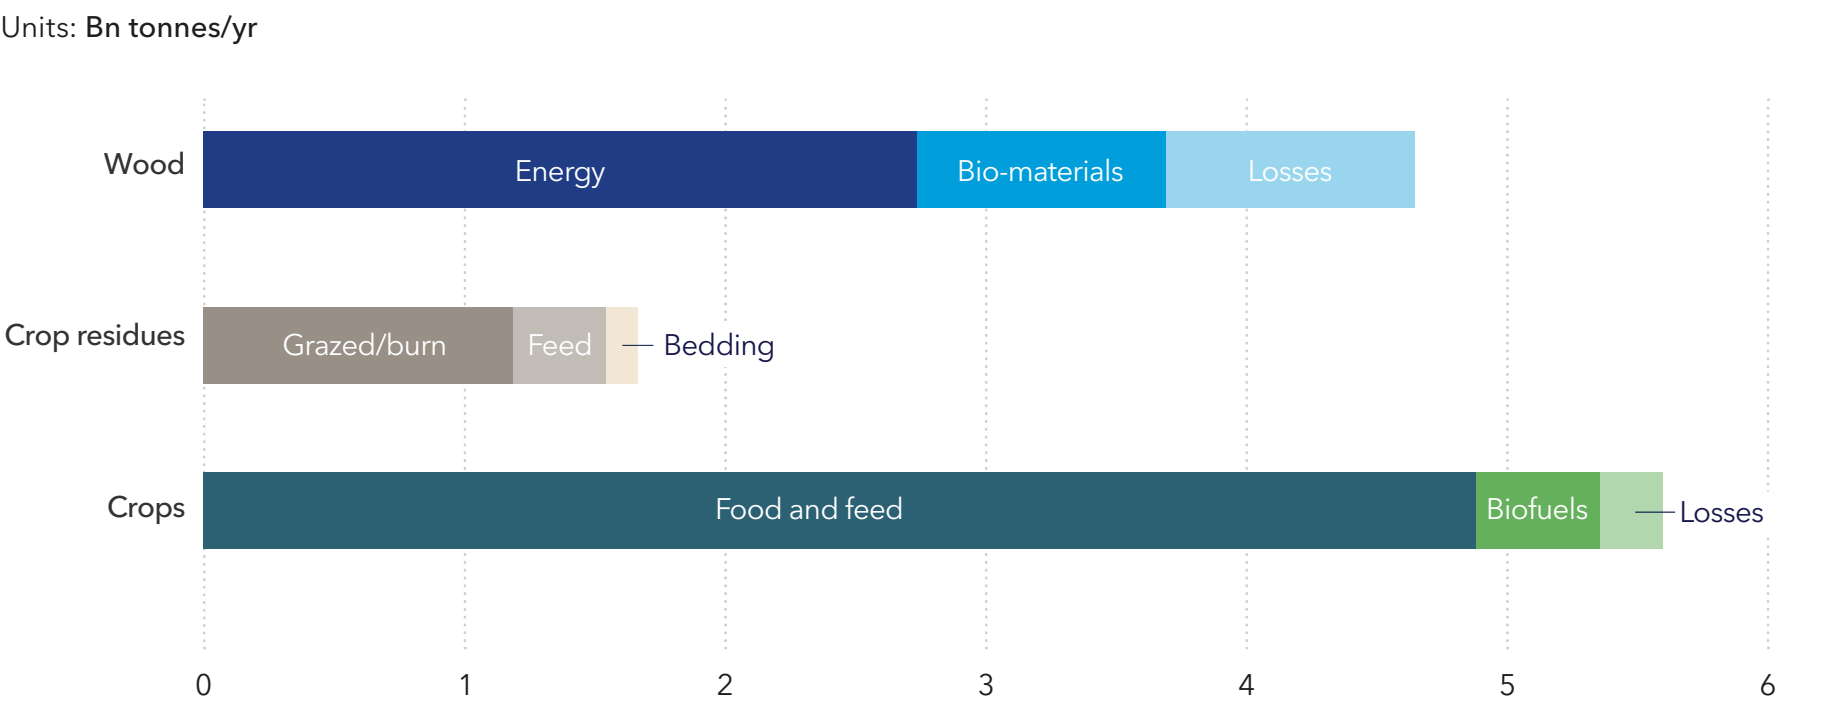 Units: Bn tonnes/yr
Wood
Energy
Bio-materials
Losses
Crop residues
Grazed/burn
Feed
Bedding
Crops
Food and feed
Biofuels
Losses
0 1 2 3 4 5 6